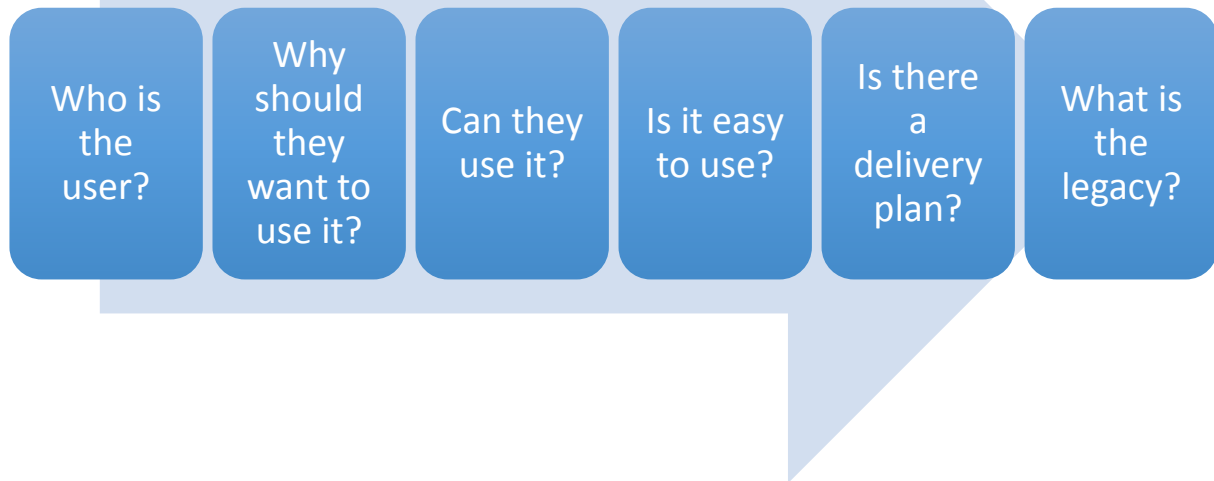 Who is
the
user?
Why
should
they
want to
use it?
Can they
use it?
Is it easy
to use?
Is there
a
delivery
plan?
What is
the
legacy?